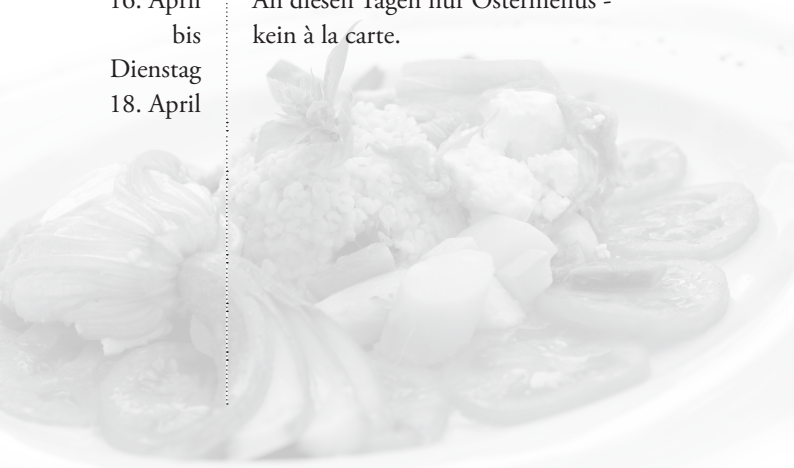 16. April
bis
Dienstag
18. April
An diesen Tagen nur Ostermenüs -
kein à la carte.